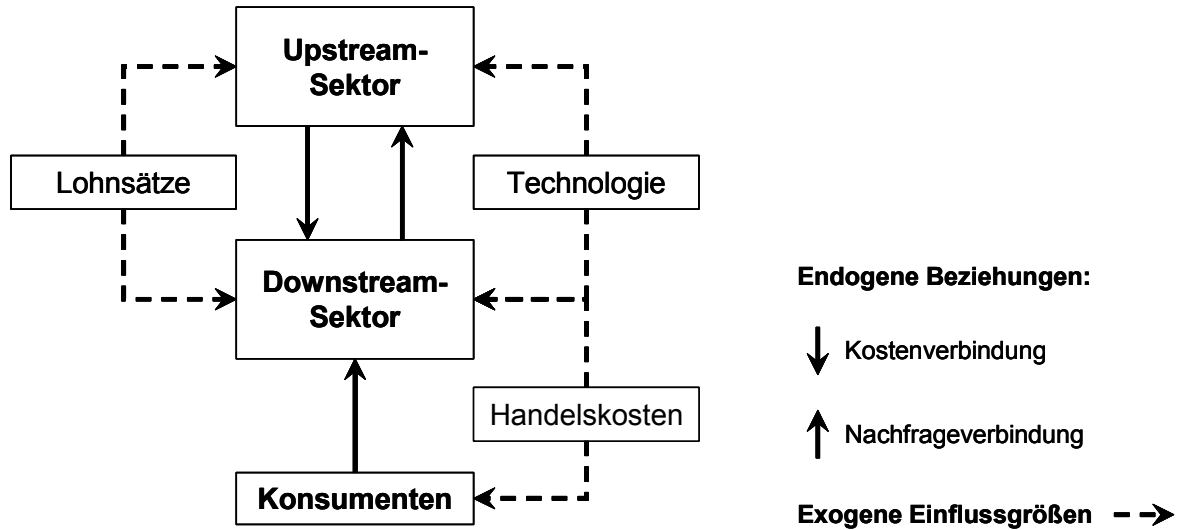 Upstream-
Sektor
Lohnsätze
Technologie
Downstream-
Sektor
Handelskosten
Konsumenten
Endogene Beziehungen:
Kostenverbindung
Nachfrageverbindung
Exogene Einflussgrößen